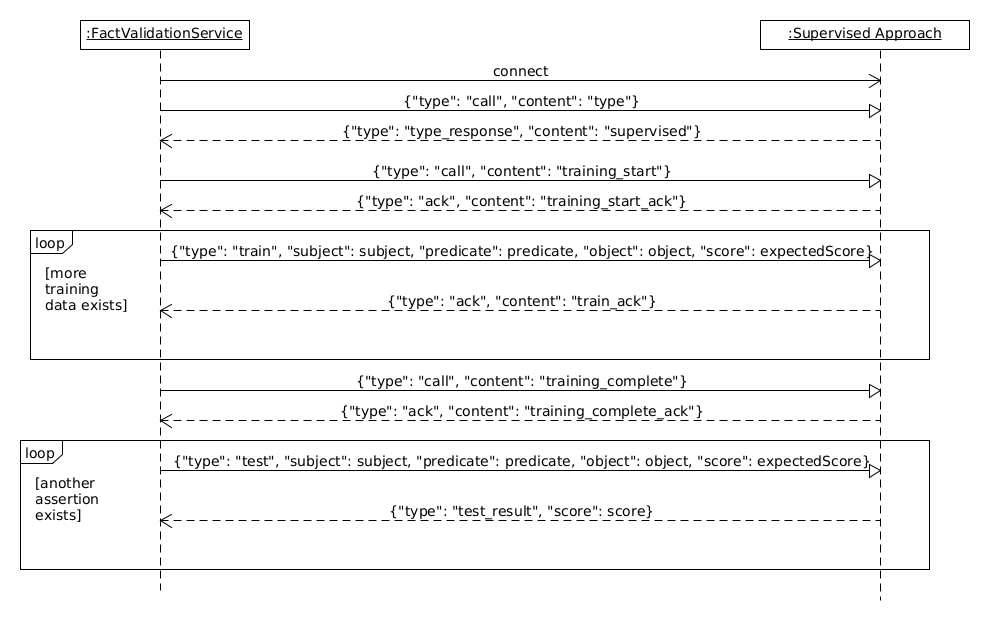 :FactValidationService
:Supervised Approach
connect
{"type": "call", "content": "type"}
{"type": "type_response", "content": "supervised"}
{"type": "call", "content": "training_start"}
{"type": "ack", "content": "training_start_ack"}
loop
{"type": "train", "subject": subject, "predicate": predicate, "object": object, "score": expectedScore}
[more
training
data exists]
{"type": "ack", "content": "train_ack"}
{"type": "call", "content": "training_complete"}
{"type": "ack", "content": "training_complete_ack"}
loop
{"type": "test", "subject": subject, "predicate": predicate, "object": object, "score": expectedScore}
[another
assertion
exists]
{"type": "test_result", "score": score}